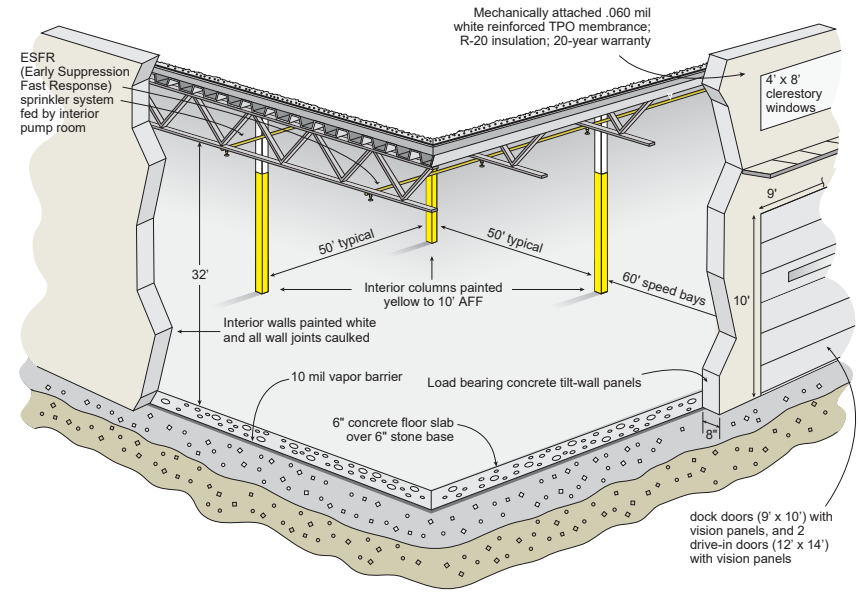 Mechanically attached .060 mil
white reinforced TPO membrance;
R-20 insulation; 20-year warranty
ESFR
(Early Suppression
Fast Response)
sprinkler system
fed by interior
pump room
4' x 8'
clerestory
windows
9'
50' typical
50' typical
32'
60' speed bays
10'
Interior columns painted
yellow to 10' AFF
Interior walls painted white
and all wall joints caulked
10 mil vapor barrier
Load bearing concrete tilt-wall panels
6" concrete floor slab
over 6" stone base
8"
dock doors (9' x 10') with
vision panels, and 2
drive-in doors (12' x 14')
with vision panels